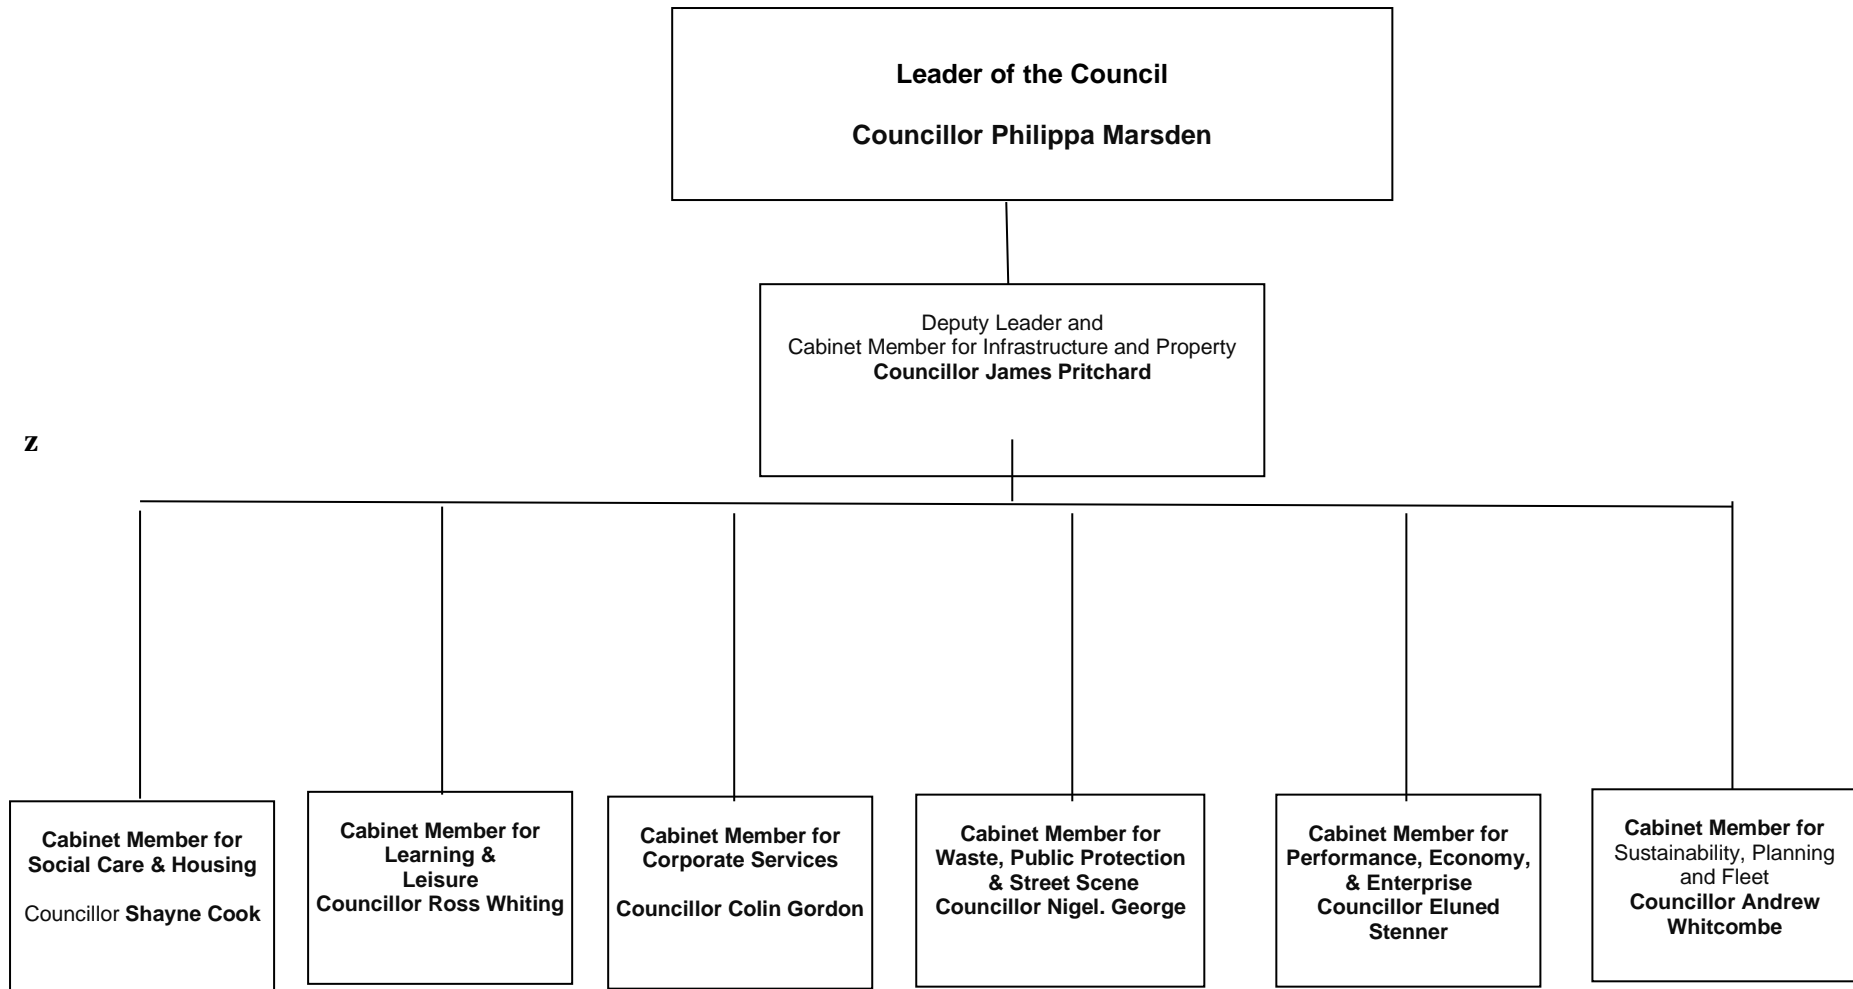 Leader of the Council
Councillor Philippa Marsden
Deputy Leader and
Cabinet Member for Infrastructure and Property
Councillor James Pritchard
z
Cabinet Member for
Social Care & Housing
Councillor Shayne Cook
Cabinet Member for
Learning &
Leisure
Councillor Ross Whiting
Cabinet Member for
Corporate Services
Councillor Colin Gordon
Cabinet Member for
Waste, Public Protection
& Street Scene
Councillor Nigel. George
Cabinet Member for
Performance, Economy,
& Enterprise
Councillor Eluned
Stenner
Cabinet Member for
Sustainability, Planning
and Fleet
Councillor Andrew
Whitcombe